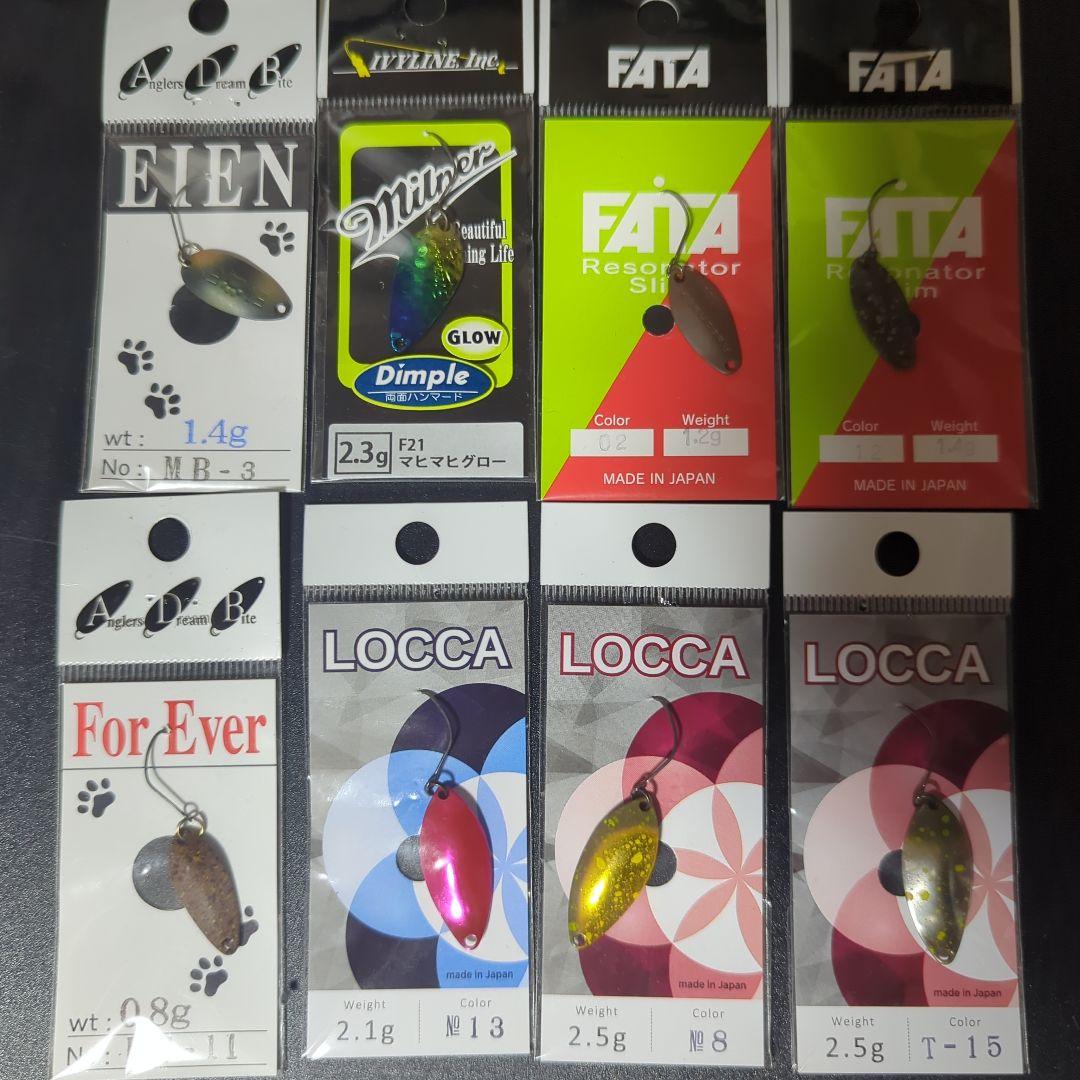 Anglers Dream Bite
EIEN
wt: 1.4g
No: MB-3
IVYLINE, Inc.
Milner
Beautiful
GLOW
Dimple
両面ハンマード
2.3g
F21
マヒマヒグロー
FATA
FATA
Resonator
Color Weight
02 1.2g
MADE IN JAPAN
FATA
FATA
Resonator
Color Weight
12 1.4g
MADE IN JAPAN
Anglers Dream Bite
For Ever
wt: 0.8g
LOCCA
made in Japan
Weight Color
2.1g №13
LOCCA
made in Japan
Weight Color
2.5g №8
LOCCA
made in Japan
Weight Color
2.5g T-15